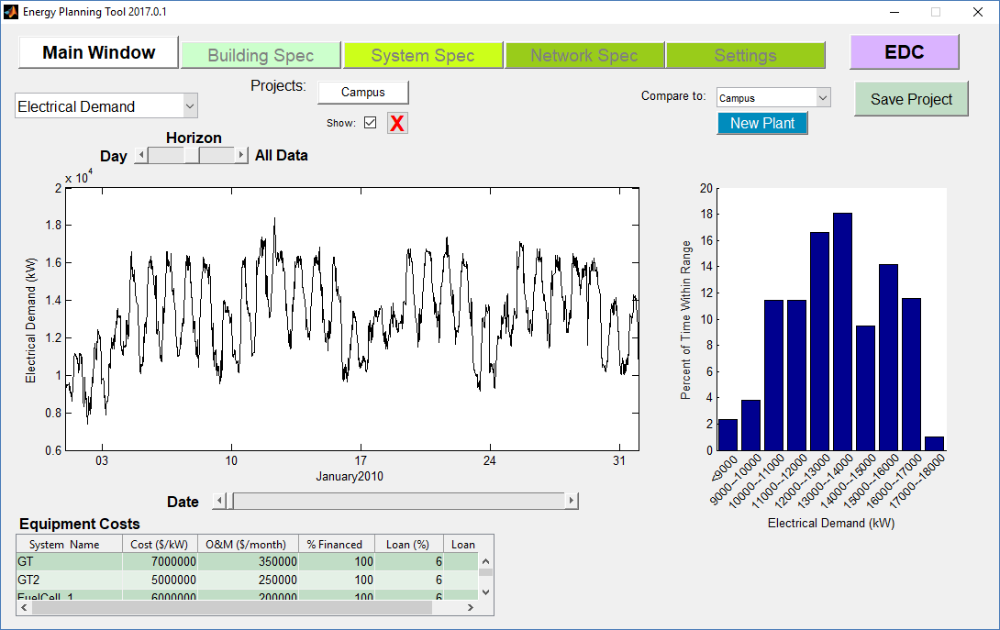 Energy Planning Tool 2017.0.1
Main Window
Building Spec
System Spec
Network Spec
Settings
EDC
Electrical Demand
Projects:
Campus
Show:
X
Compare to:
Campus
New Plant
Save Project
Horizon
Day
All Data
x 10^4
2
1.8
1.6
1.4
1.2
1
0.8
0.6
Electrical Demand (kW)
03
10
17
24
31
January2010
20
18
16
14
12
10
8
6
4
2
0
Percent of Time Within Range
<9000
9000--10000
10000--11000
11000--12000
12000--13000
13000--14000
14000--15000
15000--16000
16000--17000
17000--18000
Electrical Demand (kW)
Date
Equipment Costs
System Name Cost ($/kW) O&M ($/month) % Financed Loan (%) Loan
GT 7000000 350000 100 6
GT2 5000000 250000 100 6
FuelCell_1 6000000 200000 100 6